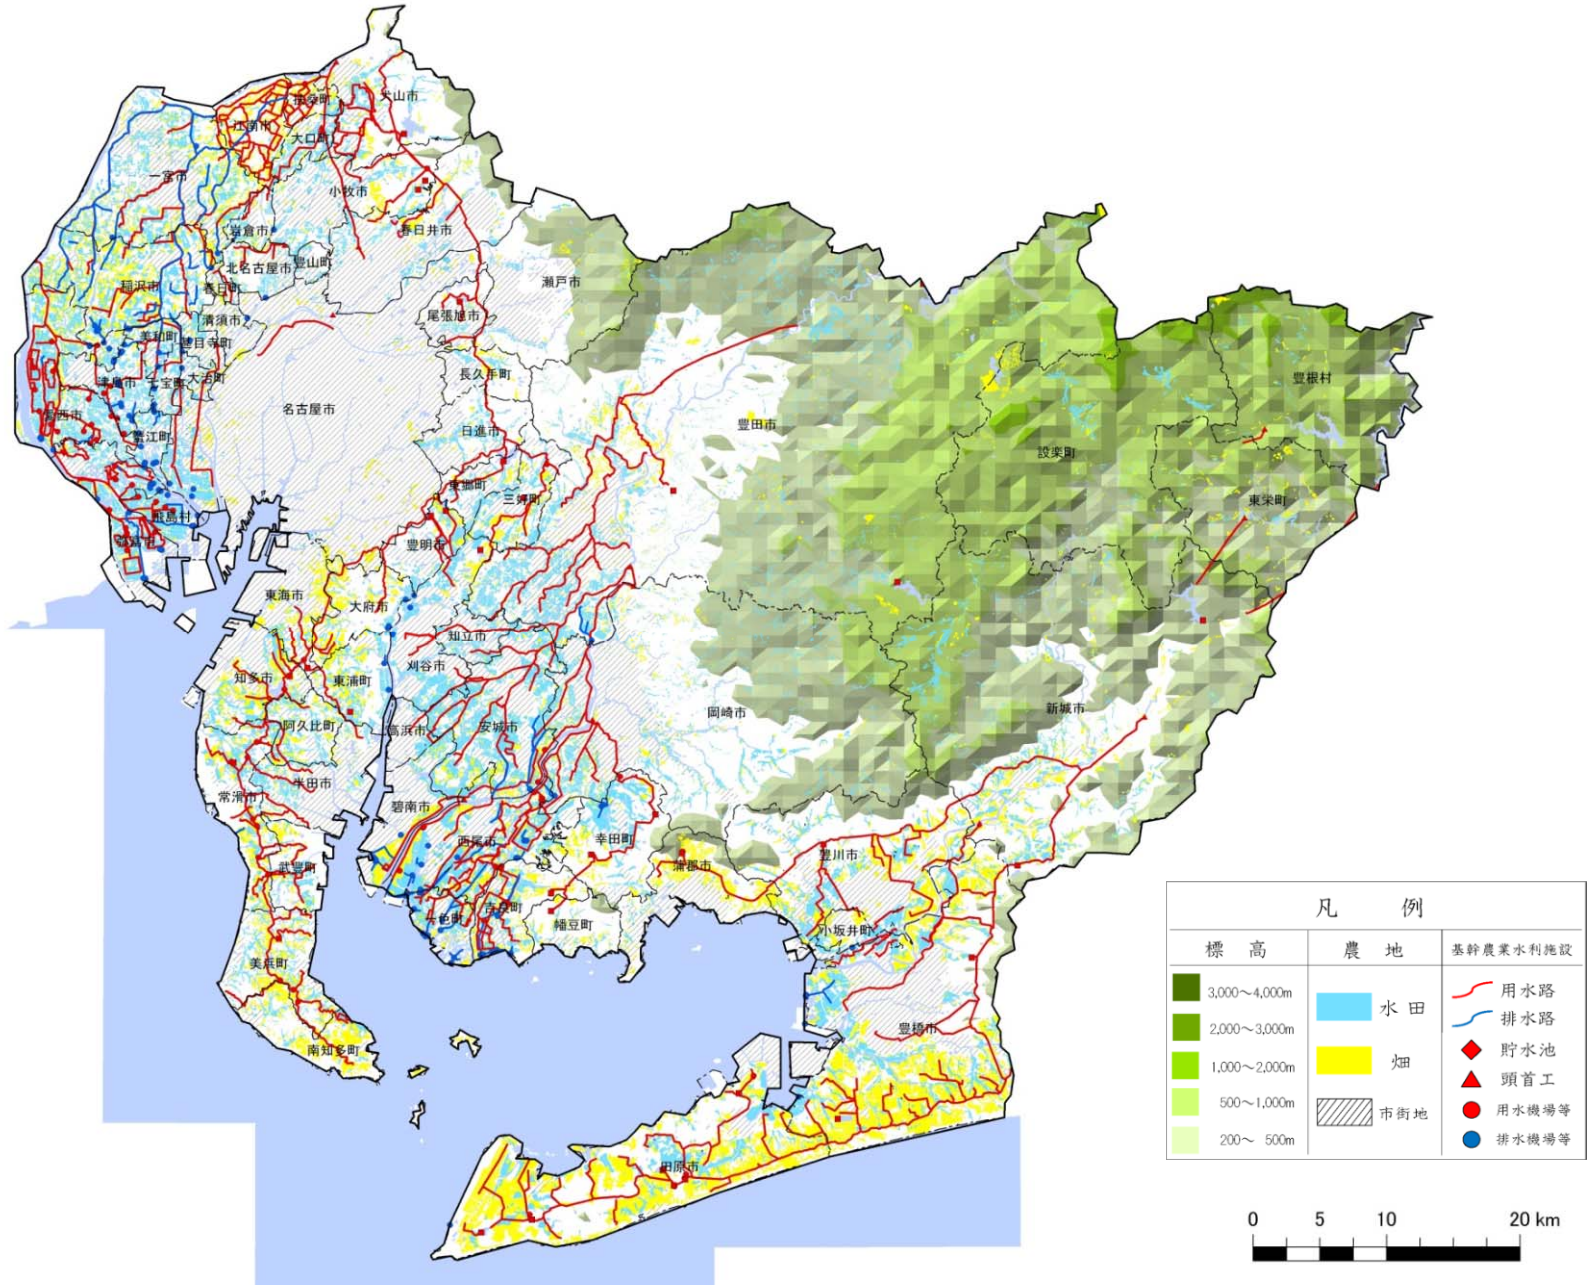 犬山市
扶桑町
江南市
大口町
一宮市
小牧市
岩倉市
春日井市
北名古屋市
豊山町
瀬戸市
稲沢市
春日町
尾張旭市
清須市
美和町
甚目寺町
長久手町
豊根村
津島市
七宝町
大治町
愛西市
名古屋市
豊田市
蟹江町
日進市
設楽町
東郷町
三好町
東栄町
飛島村
弥富市
豊明市
東海市
大府市
知立市
刈谷市
知多市
東浦町
岡崎市
新城市
阿久比町
高浜市
安城市
半田市
常滑市
碧南市
西尾市
幸田町
武豊町
蒲郡市
豊川市
一色町
吉良町
幡豆町
小坂井町
美浜町
豊橋市
南知多町
田原市
凡 例
標 高
農 地
基幹農業水利施設
3,000～4,000m
2,000～3,000m
1,000～2,000m
500～1,000m
200～ 500m
水 田
畑
市街地
用水路
排水路
貯水池
頭首工
用水機場等
排水機場等
0 5 10 20 km